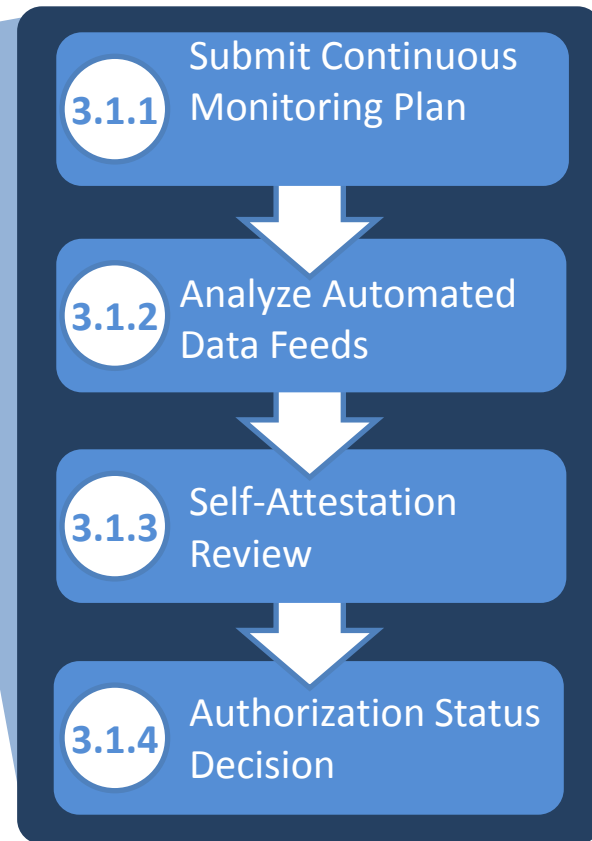 3.1.1
Submit Continuous
Monitoring Plan
3.1.2
Analyze Automated
Data Feeds
3.1.3
Self-Attestation
Review
3.1.4
Authorization Status
Decision